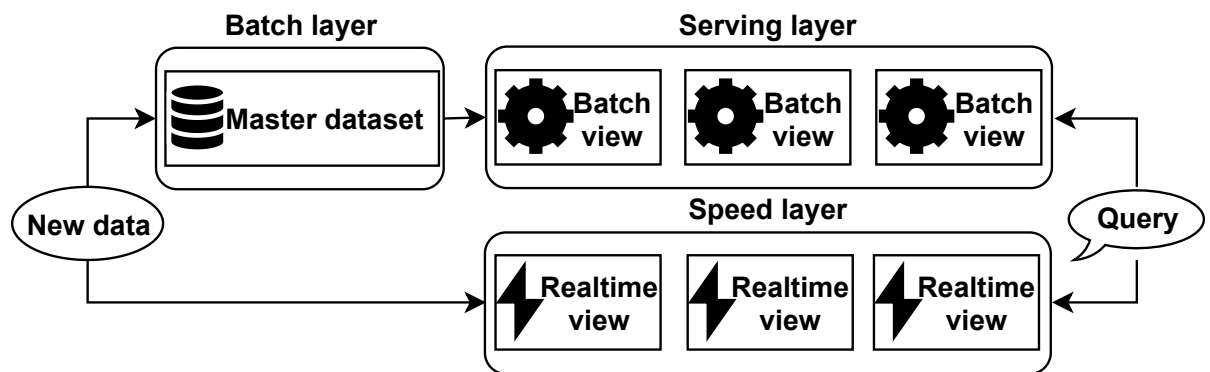 Batch layer
Serving layer
Master dataset
Batch
view
Batch
view
Batch
view
New data
Query
Speed layer
Realtime
view
Realtime
view
Realtime
view